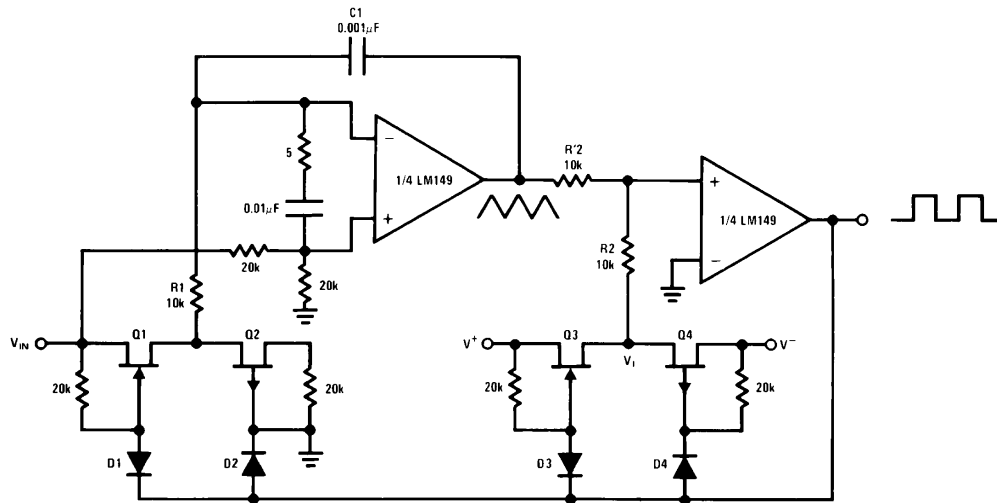 C1
0.001µF
5
−
1/4 LM149
+
0.01µF
20k
20k
R1
10k
R'2
10k
R2
10k
+
1/4 LM149
−
VIN
Q1
Q2
20k
20k
D1
D2
V+
Q3
VI
Q4
V−
20k
20k
D3
D4